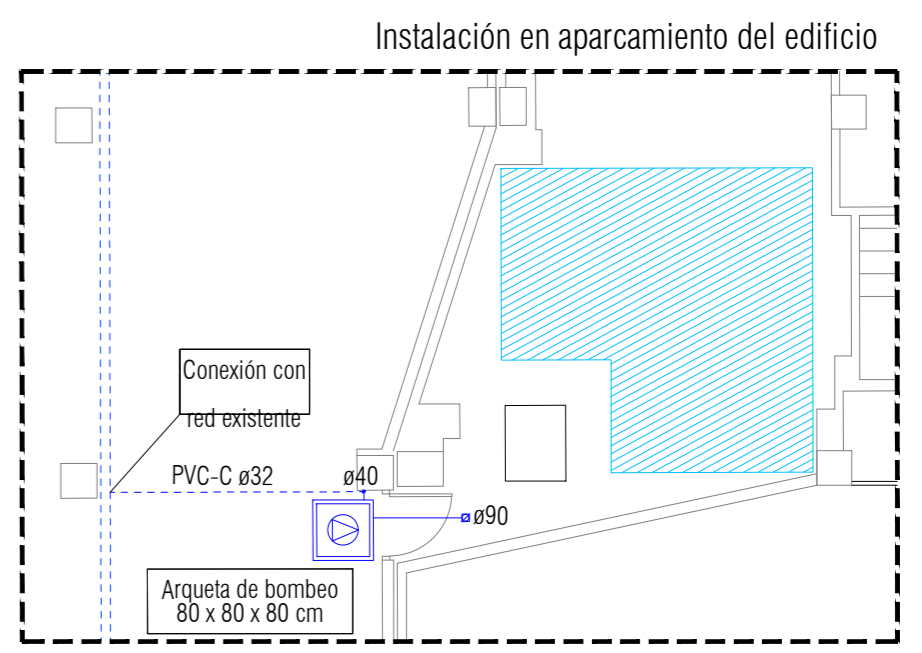 Instalación en aparcamiento del edificio
Conexión con
red existente
PVC-C ø32
ø40
ø90
Arqueta de bombeo
80 x 80 x 80 cm